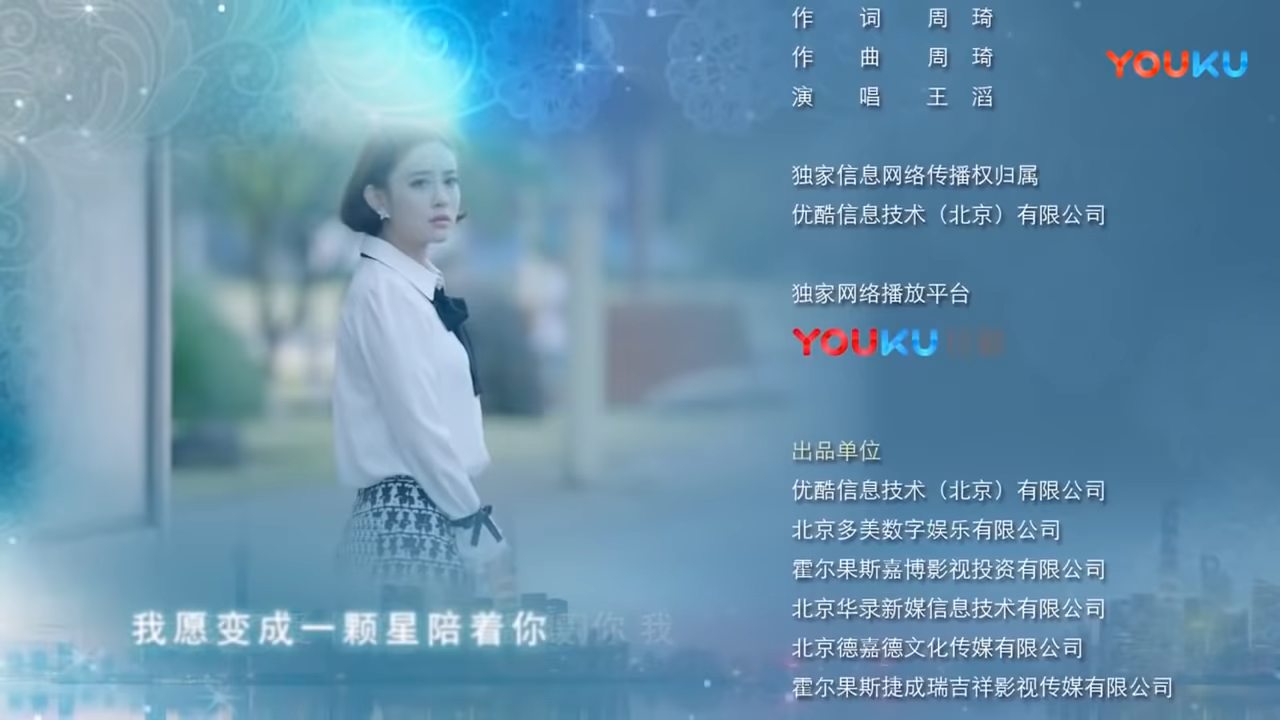 作 词 周 琦
作 曲 周 琦
演 唱 王 滔
YOUKU
独家信息网络传播权归属
优酷信息技术（北京）有限公司
独家网络播放平台
YOUKU
出品单位
优酷信息技术（北京）有限公司
北京多美数字娱乐有限公司
霍尔果斯嘉博影视投资有限公司
北京华录新媒信息技术有限公司
北京德嘉德文化传媒有限公司
霍尔果斯捷成瑞吉祥影视传媒有限公司
我愿变成一颗星陪着你